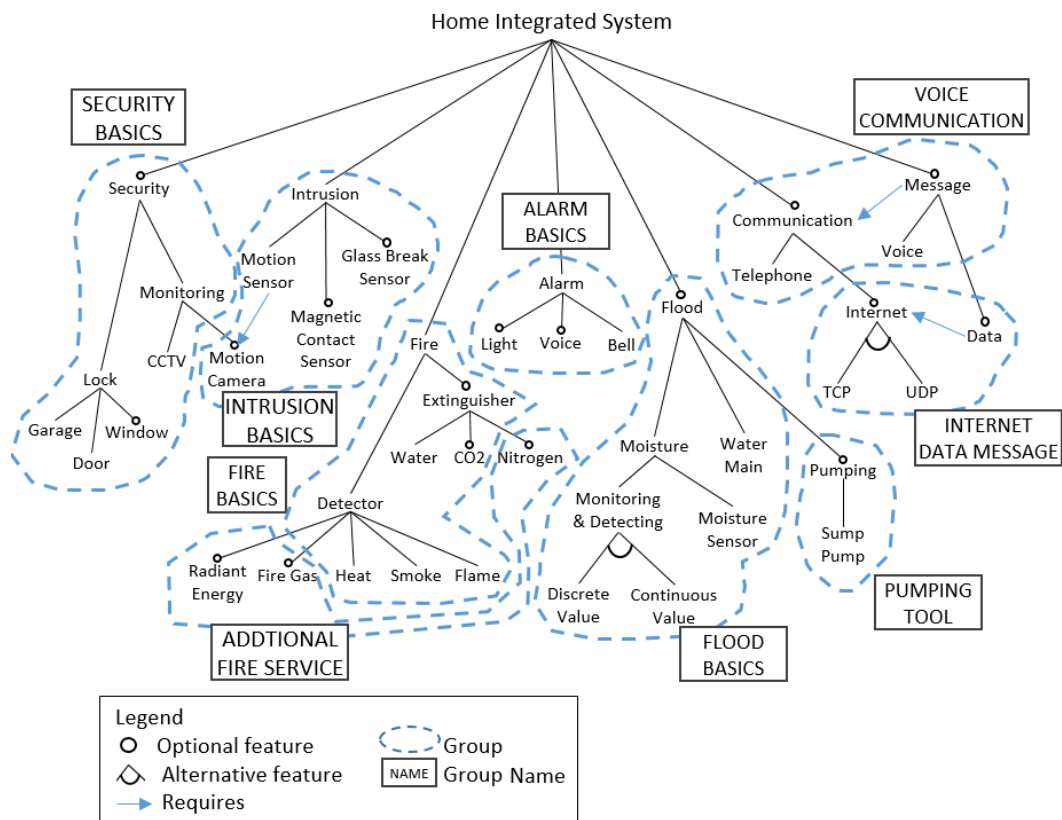 Home Integrated System
SECURITY
BASICS
VOICE
COMMUNICATION
Security
Intrusion
Message
ALARM
BASICS
Communication
Motion
Sensor
Glass Break
Sensor
Voice
Telephone
Monitoring
Alarm
Flood
Internet
Data
Magnetic
Contact
Sensor
Fire
Light
Voice
Bell
CCTV
Motion
Camera
Lock
TCP
UDP
Extinguisher
INTRUSION
BASICS
INTERNET
DATA MESSAGE
Garage
Window
Door
Water
CO2
Nitrogen
Moisture
Water
Main
Pumping
FIRE
BASICS
Detector
Monitoring
& Detecting
Moisture
Sensor
Sump
Pump
Radiant
Energy
Fire Gas
Heat
Smoke
Flame
Discrete
Value
Continuous
Value
PUMPING
TOOL
ADDTIONAL
FIRE SERVICE
FLOOD
BASICS
Legend
Optional feature
Group
Alternative feature
NAME
Group Name
Requires